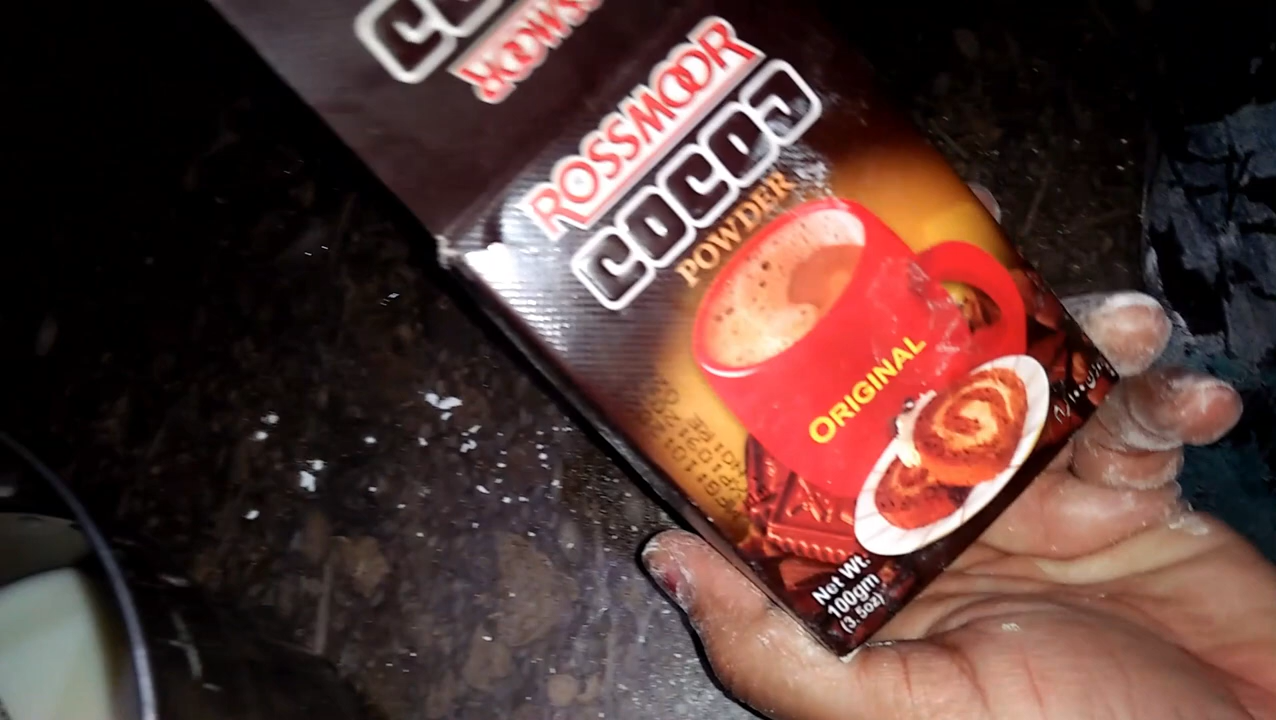 ROSSMOOR
COCOA
POWDER
ORIGINAL
Net Wt.
100gm
(3.5oz)